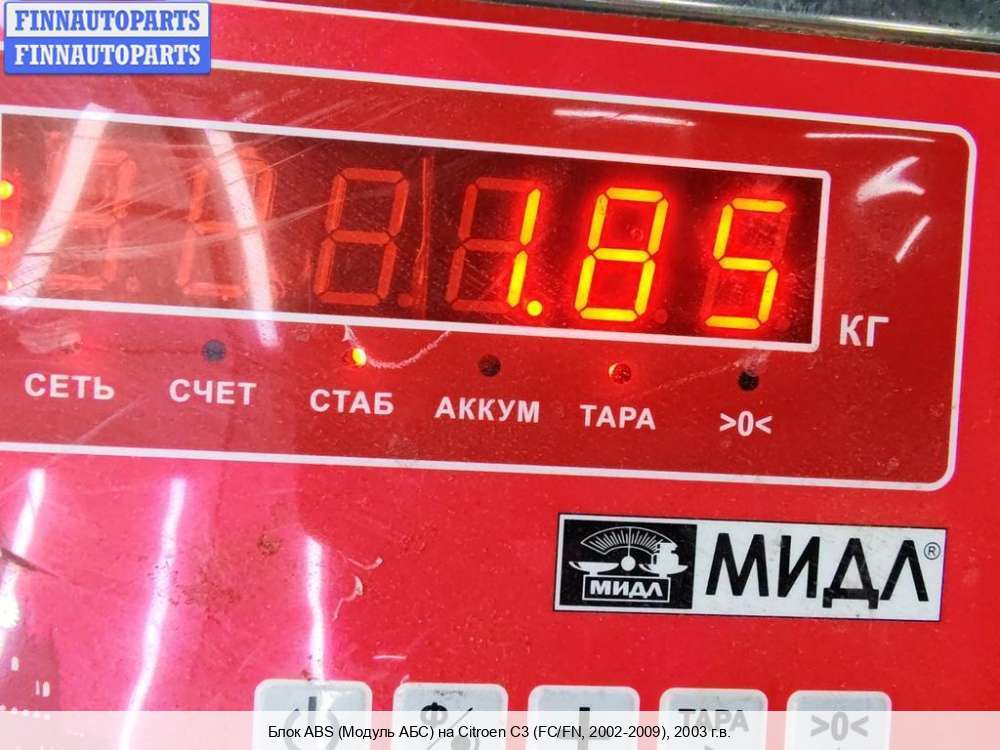 FINNAUTOPARTS
FINNAUTOPARTS
1.85
КГ
СЕТЬ СЧЕТ СТАБ АККУМ ТАРА >0<
МИДЛ МИДЛ®
ТАРА >0<
Блок ABS (Модуль АБС) на Citroen C3 (FC/FN, 2002-2009), 2003 г.в.